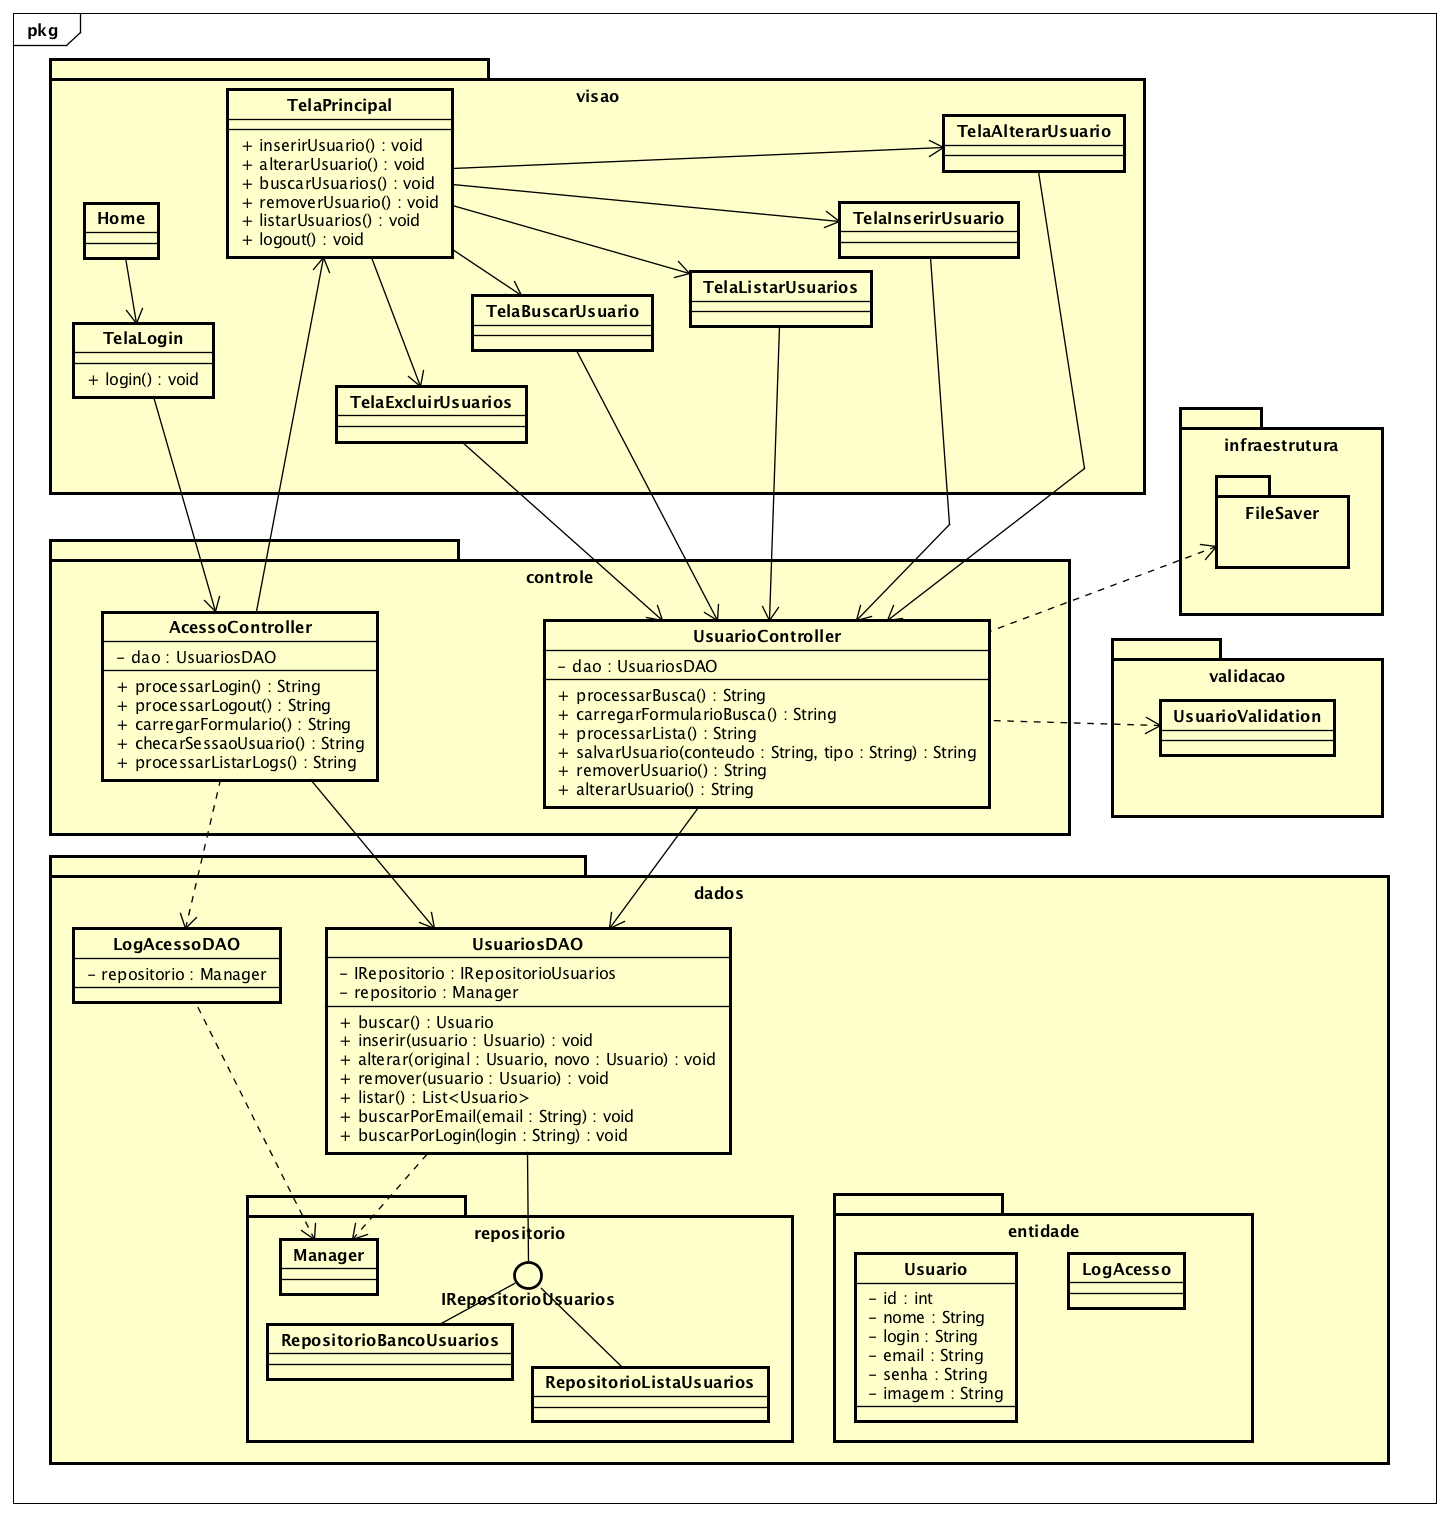 pkg
visao
TelaPrincipal
+ inserirUsuario() : void
+ alterarUsuario() : void
+ buscarUsuarios() : void
+ removerUsuario() : void
+ listarUsuarios() : void
+ logout() : void
TelaAlterarUsuario
Home
TelaInserirUsuario
TelaListarUsuarios
TelaBuscarUsuario
TelaLogin
+ login() : void
TelaExcluirUsuarios
infraestrutura
FileSaver
controle
AcessoController
- dao : UsuariosDAO
+ processarLogin() : String
+ processarLogout() : String
+ carregarFormulario() : String
+ checarSessaoUsuario() : String
+ processarListarLogs() : String
UsuarioController
- dao : UsuariosDAO
+ processarBusca() : String
+ carregarFormularioBusca() : String
+ processarLista() : String
+ salvarUsuario(conteudo : String, tipo : String) : String
+ removerUsuario() : String
+ alterarUsuario() : String
validacao
UsuarioValidation
dados
LogAcessoDAO
- repositorio : Manager
UsuariosDAO
- IRepositorio : IRepositorioUsuarios
- repositorio : Manager
+ buscar() : Usuario
+ inserir(usuario : Usuario) : void
+ alterar(original : Usuario, novo : Usuario) : void
+ remover(usuario : Usuario) : void
+ listar() : List<Usuario>
+ buscarPorEmail(email : String) : void
+ buscarPorLogin(login : String) : void
repositorio
Manager
IRepositorioUsuarios
RepositorioBancoUsuarios
RepositorioListaUsuarios
entidade
Usuario
- id : int
- nome : String
- login : String
- email : String
- senha : String
- imagem : String
LogAcesso